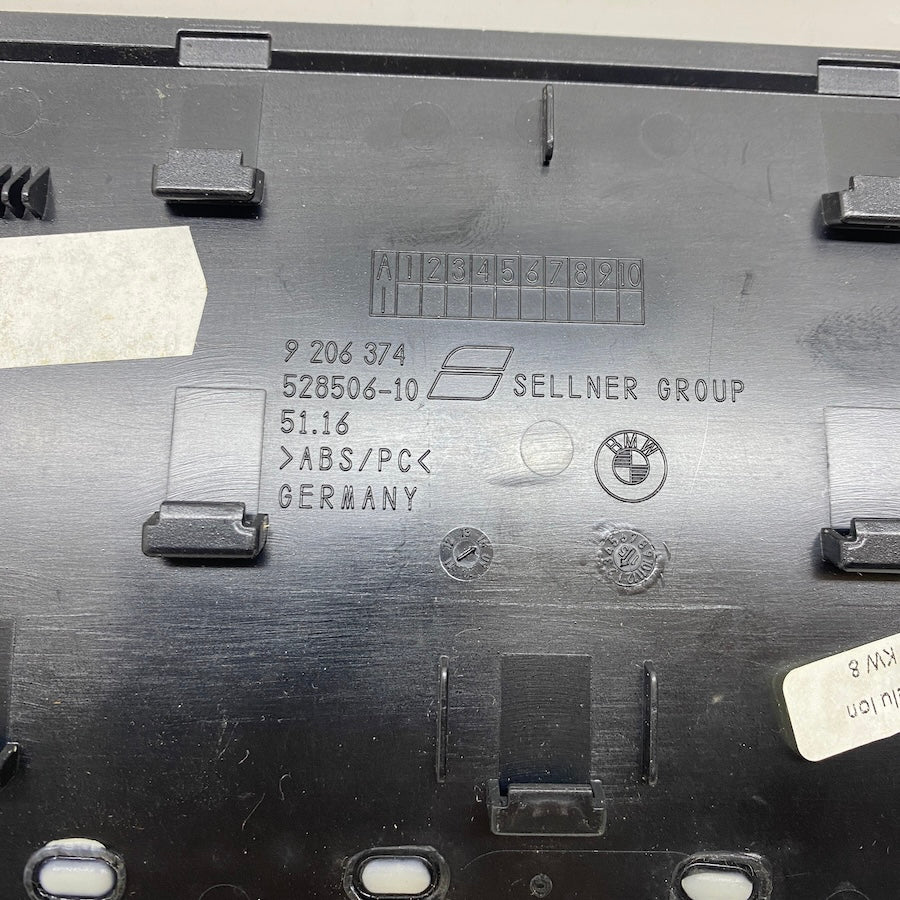 A 1 2 3 4 5 6 7 8 9 10
I
9 206 374
528506-10
SELLNER GROUP
51.16
>ABS/PC<
GERMANY
BMW
KW 8